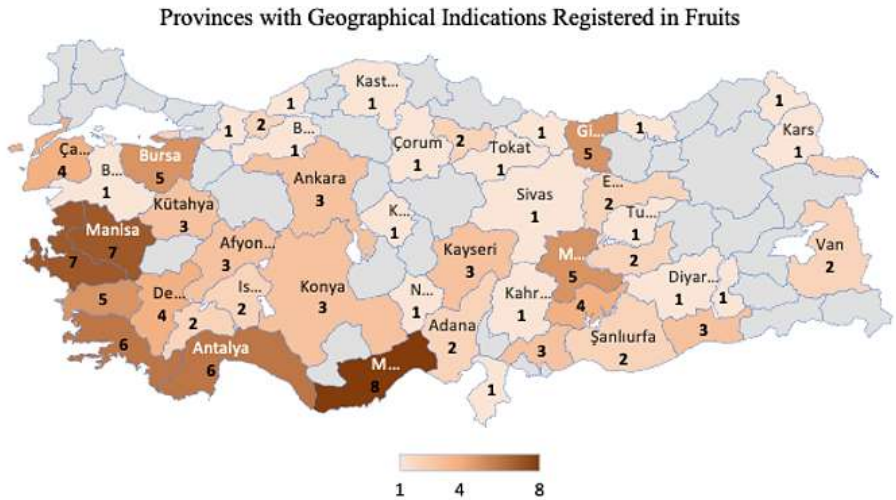 Provinces with Geographical Indications Registered in Fruits
Kast...
1
1
1
2
B...
1
Çorum
1
2
Tokat
1
1
Gi...
5
1
1
Kars
1
Ça...
4
B...
1
Bursa
5
Ankara
3
Kütahya
3
Sivas
1
E...
2
Tu...
1
2
K...
1
Manisa
7
7
Afyon...
3
Kayseri
3
M...
5
Van
2
5
De...
4
Is...
2
2
Konya
3
N...
1
Kahr...
1
4
Diyar...
1
1
6
Antalya
6
Adana
2
3
Şanlıurfa
2
3
M...
8
1
1 4 8